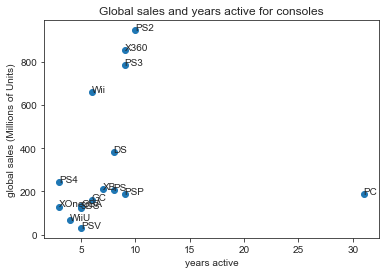 Global sales and years active for consoles
global sales (Millions of Units)
800
600
400
200
0
PS2
X360
PS3
Wii
DS
PS4
XB
PS
PSP
PC
GC
WiiU
PSV
5
10
15
20
25
30
years active